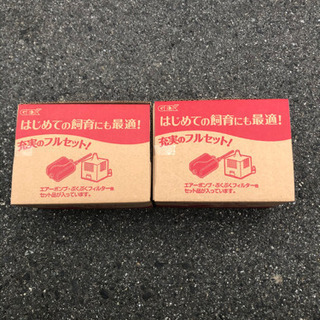 はじめての飼育にも最適!
充実のフルセット!
エアーポンプ・ぶくぶくフィルター他
セット品が入っています。
はじめての飼育にも最適!
充実のフルセット!
エアーポンプ・ぶくぶくフィルター他
セット品が入っています。